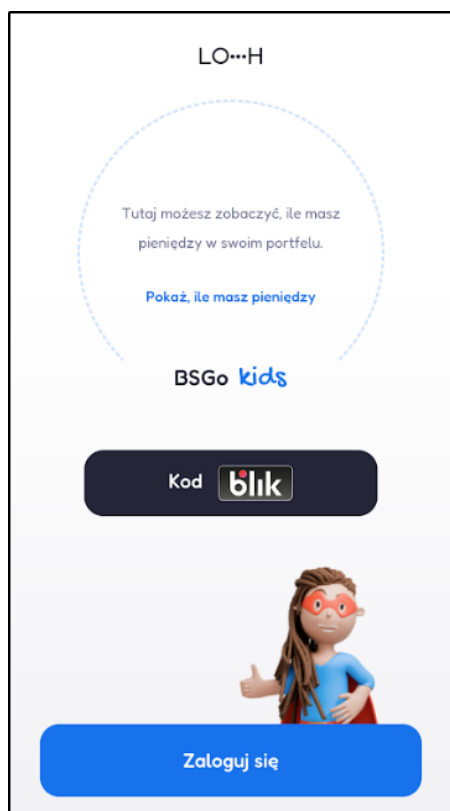 LO•••H
Tutaj możesz zobaczyć, ile masz
pieniędzy w swoim portfelu.
Pokaż, ile masz pieniędzy
BSGo kids
Kod blik
Zaloguj się